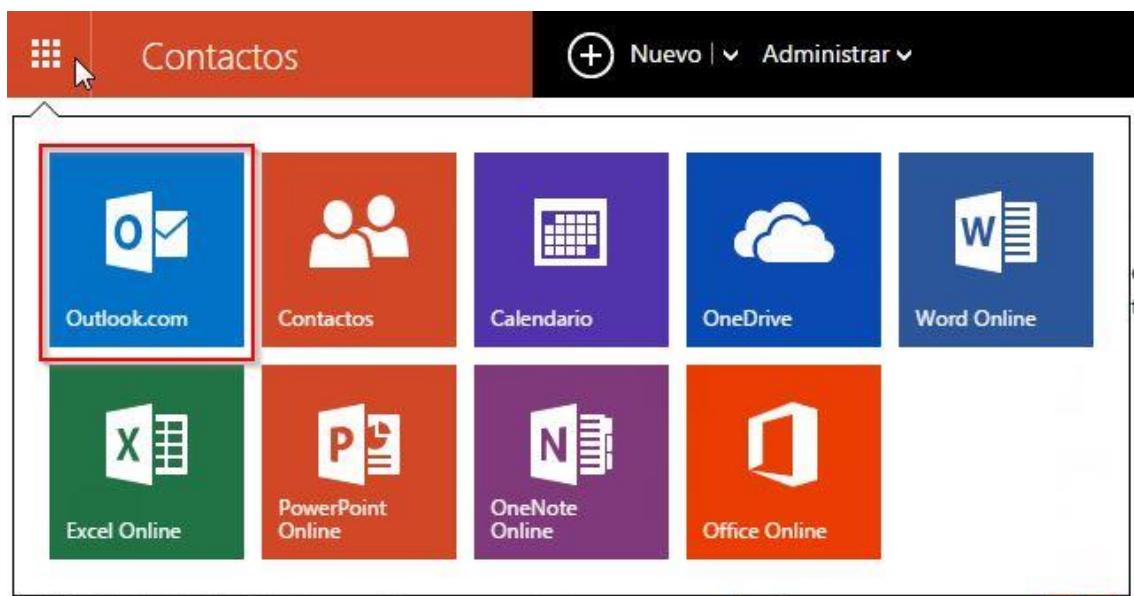 Contactos
Nuevo
Administrar
Outlook.com
Contactos
Calendario
OneDrive
Word Online
Excel Online
PowerPoint
Online
OneNote
Online
Office Online